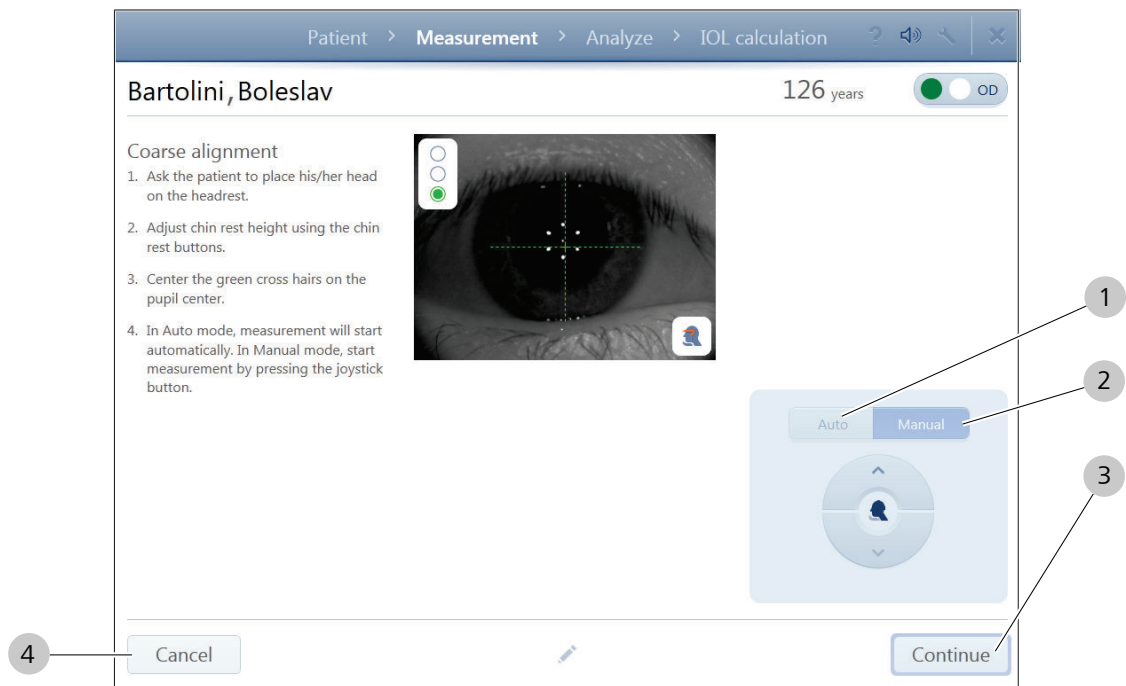 Patient > Measurement > Analyze > IOL calculation ?
Bartolini, Boleslav 126 years OD
Coarse alignment
1. Ask the patient to place his/her head
on the headrest.
2. Adjust chin rest height using the chin
rest buttons.
3. Center the green cross hairs on the
pupil center.
4. In Auto mode, measurement will start
automatically. In Manual mode, start
measurement by pressing the joystick
button.
1
Auto Manual
2
3
4
Cancel Continue